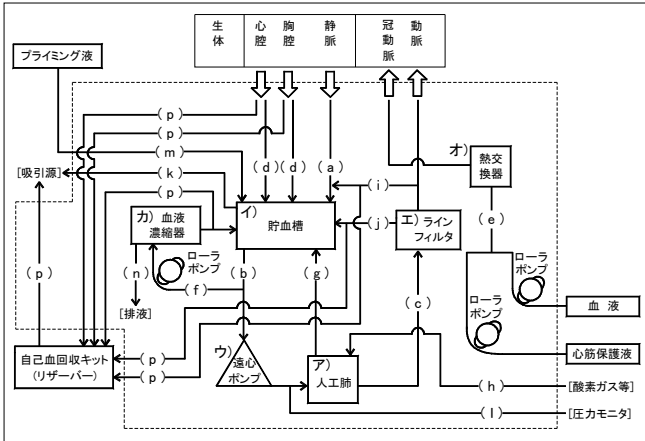 生体
心腔
胸腔
静脈
冠動脈
動脈
プライミング液
(p)
(p)
(m)
[吸引源]
(k)
(p)
(d)
(d)
(a)
(i)
(j)
オ)
熱交
換器
(e)
カ)血液
濃縮器
イ)
貯血槽
エ)ライン
フィルタ
ローラ
ポンプ
(n)
(f)
(b)
(g)
(c)
(p)
[排液]
ローラ
ポンプ
ローラ
ポンプ
血液
心筋保護液
自己血回収キット
(リザーバー)
(p)
(p)
ウ)
遠心
ポンプ
ア)
人工肺
(h)
[酸素ガス等]
(l)
[圧力モニタ]